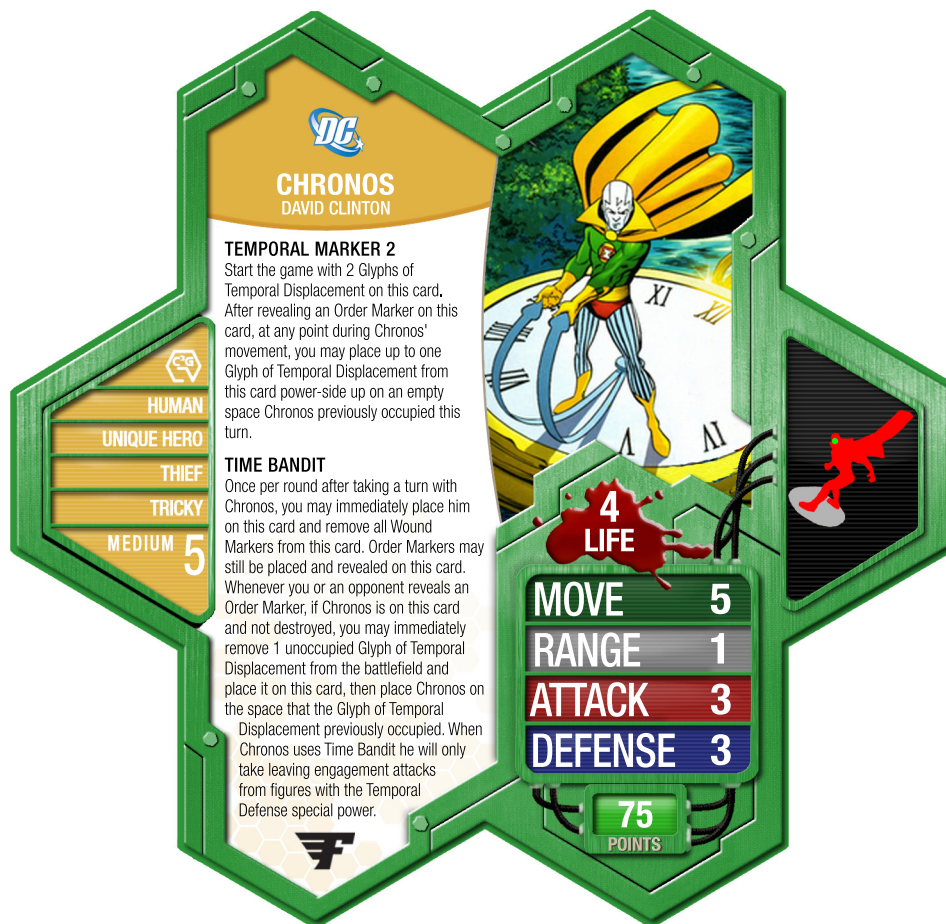 DC
CHRONOS
DAVID CLINTON
TEMPORAL MARKER 2
Start the game with 2 Glyphs of
Temporal Displacement on this card.
After revealing an Order Marker on this
card, at any point during Chronos'
movement, you may place up to one
Glyph of Temporal Displacement from
this card power-side up on an empty
space Chronos previously occupied this
turn.
TIME BANDIT
Once per round after taking a turn with
Chronos, you may immediately place him
on this card and remove all Wound
Markers from this card. Order Markers may
still be placed and revealed on this card.
Whenever you or an opponent reveals an
Order Marker, if Chronos is on this card
and not destroyed, you may immediately
remove 1 unoccupied Glyph of Temporal
Displacement from the battlefield and
place it on this card, then place Chronos on
the space that the Glyph of Temporal
Displacement previously occupied. When
Chronos uses Time Bandit he will only
take leaving engagement attacks
from figures with the Temporal
Defense special power.
F
C3G
HUMAN
UNIQUE HERO
THIEF
TRICKY
MEDIUM 5
XI
XII
VI
V
4
LIFE
MOVE 5
RANGE 1
ATTACK 3
DEFENSE 3
75
POINTS